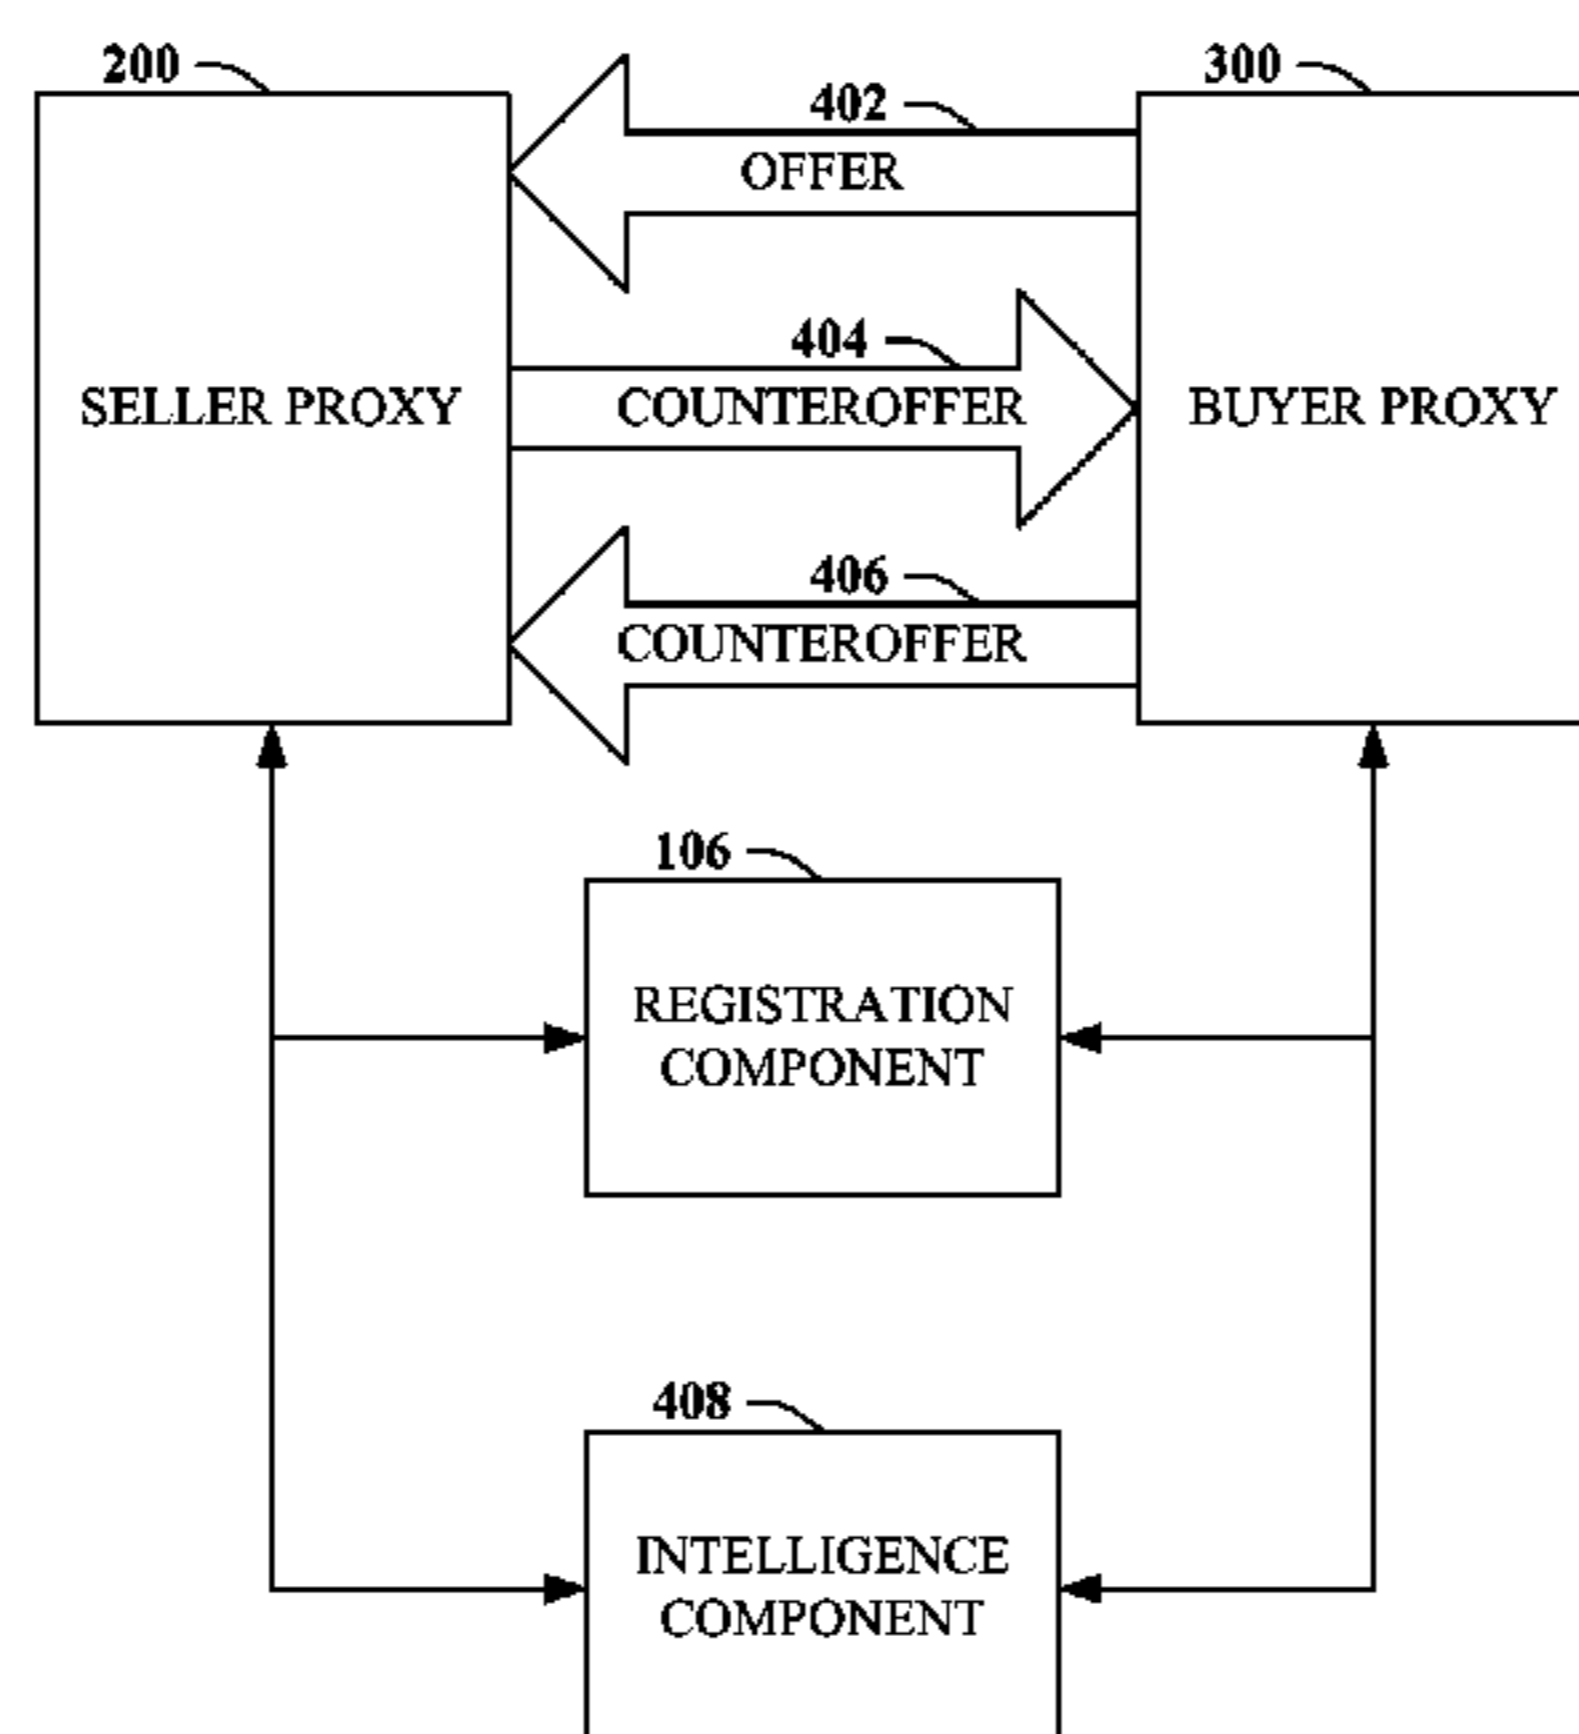 200
300
402
OFFER
404
SELLER PROXY
COUNTEROFFER
BUYER PROXY
406
COUNTEROFFER
106
REGISTRATION
COMPONENT
408
INTELLIGENCE
COMPONENT